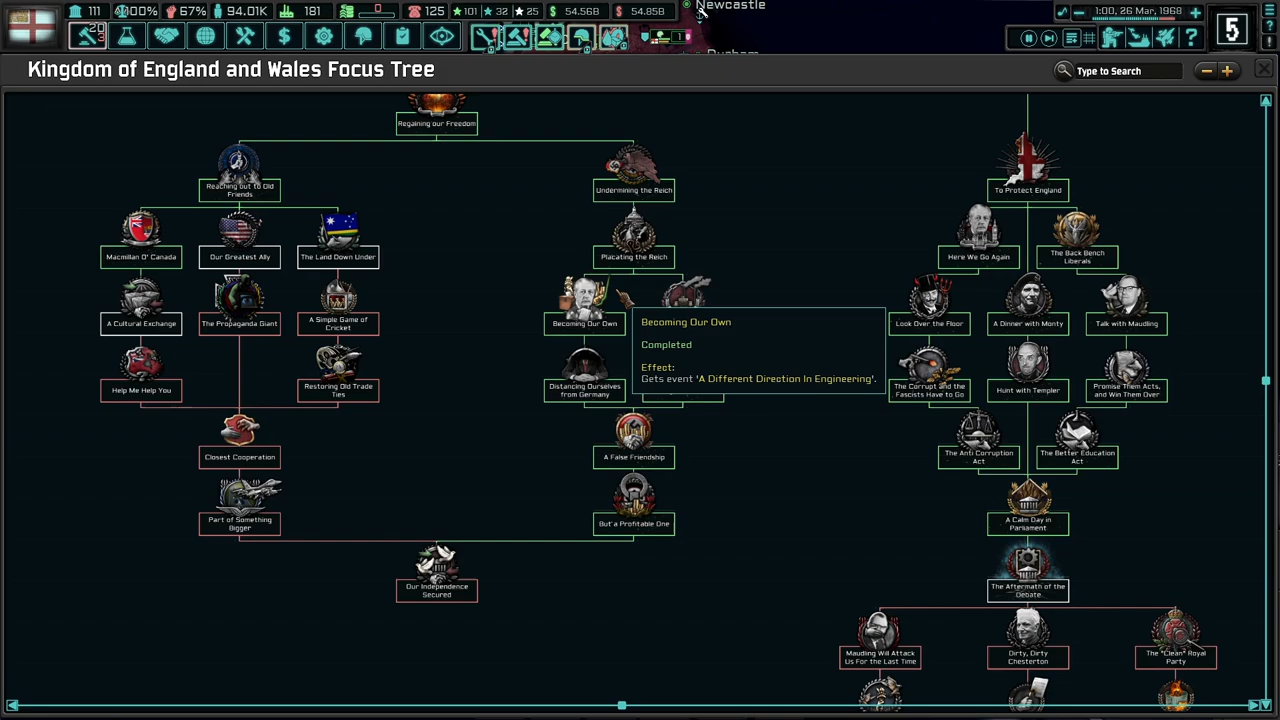 Newcastle
111
100%
67%
94.01K
181
0
125
101
32
25
$ 54.56B
$ 54.85B
1
1:00, 26 Mar, 1968
5
Kingdom of England and Wales Focus Tree
Type to Search
Regaining our Freedom
Reaching out to Old
Friends
Undermining the Reich
To Protect England
Macmillan O' Canada
Our Greatest Ally
The Land Down Under
Placating the Reich
Here We Go Again
The Back Bench
Liberals
A Cultural Exchange
The Propaganda Giant
A Simple Game of
Cricket
Becoming Our Own
Look Over the Floor
A Dinner with Monty
Talk with Maudling
Becoming Our Own
Completed
Effect:
Gets event 'A Different Direction In Engineering'.
Help Me Help You
Restoring Old Trade
Ties
Distancing Ourselves
from Germany
The Corrupt and the
Fascists Have to Go
Hunt with Templer
Promise Them Acts,
and Win Them Over
Closest Cooperation
A False Friendship
The Anti Corruption
Act
The Better Education
Act
Part of Something
Bigger
But a Profitable One
A Calm Day in
Parliament
Our Independence
Secured
The Aftermath of the
Debate
Maudling Will Attack
Us For the Last Time
Dirty, Dirty
Chesterton
The "Clean" Royal
Party